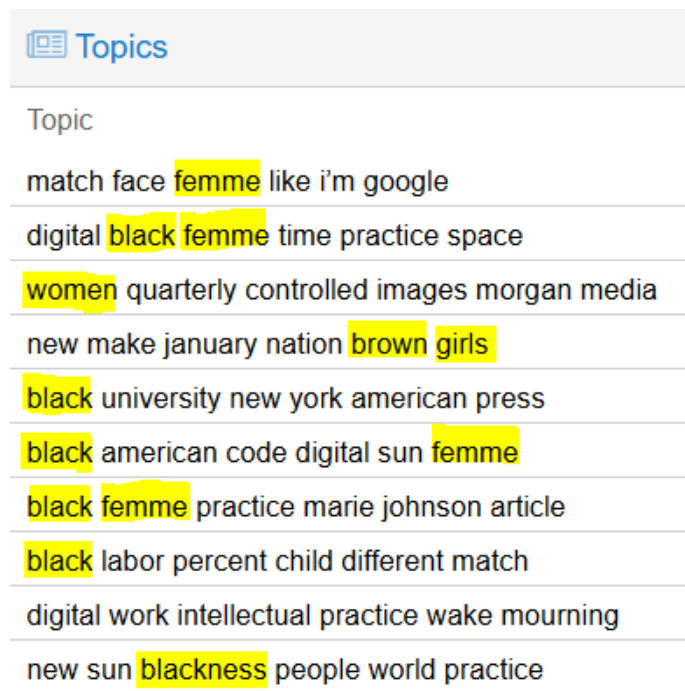 Topics
Topic
match face femme like i'm google
digital black femme time practice space
women quarterly controlled images morgan media
new make january nation brown girls
black university new york american press
black american code digital sun femme
black femme practice marie johnson article
black labor percent child different match
digital work intellectual practice wake mourning
new sun blackness people world practice